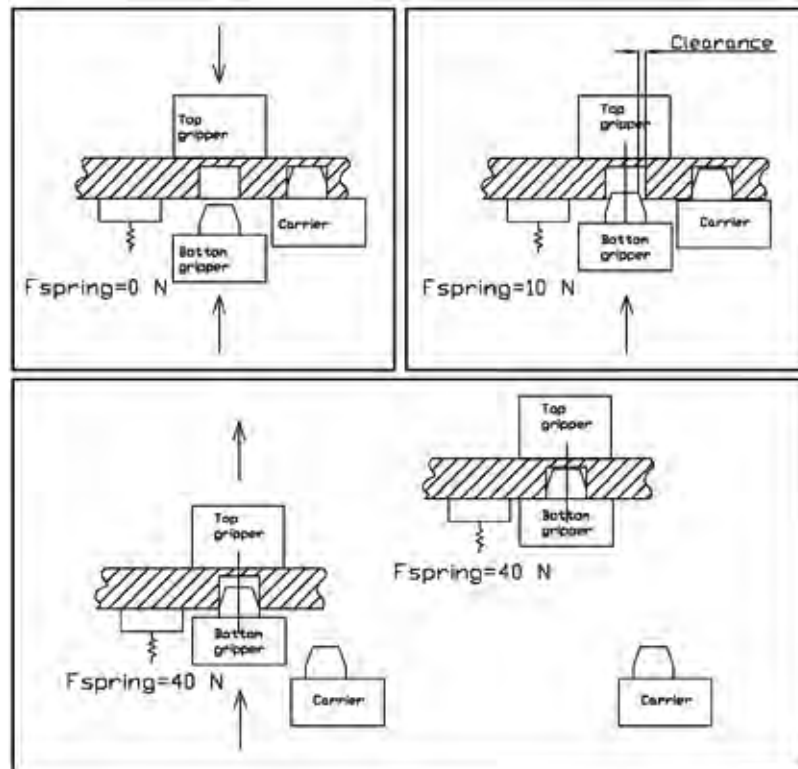 Top
gripper
Bottom
gripper
Carrier
Fspring=0 N
Clearance
Top
gripper
Bottom
gripper
Carrier
Fspring=10 N
Top
gripper
Bottom
gripper
Fspring=40 N
Carrier
Top
gripper
Bottom
gripper
Fspring=40 N
Carrier